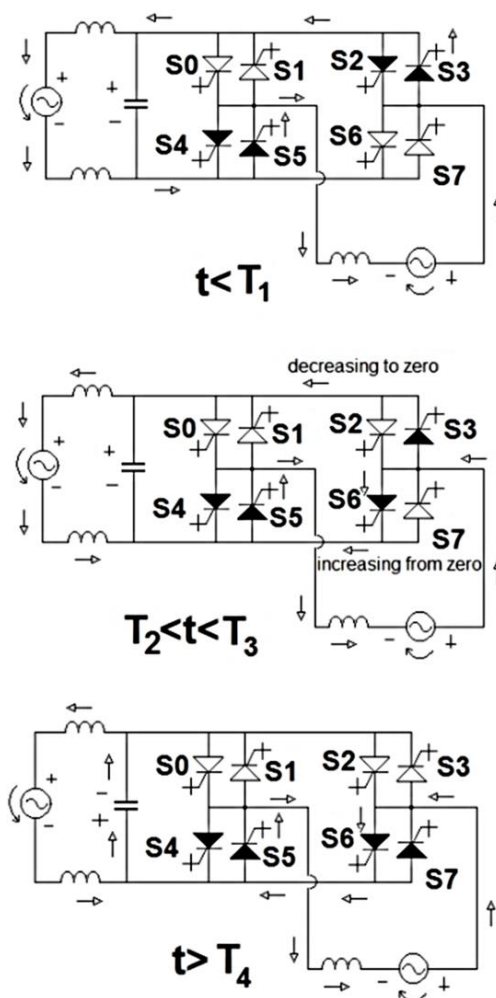 S0 S1 S2 S3
+ + + +
+ - + -
S4 S5 S6 S7
+ + + +
- +
t<T₁
decreasing to zero
S0 S1 S2 S3
+ + + +
+ - + -
S4 S5 S6 S7
+ + + +
increasing from zero
- +
T₂<t<T₃
S0 S1 S2 S3
+ + + +
+ - - +
S4 S5 S6 S7
+ + + +
- +
t> T₄